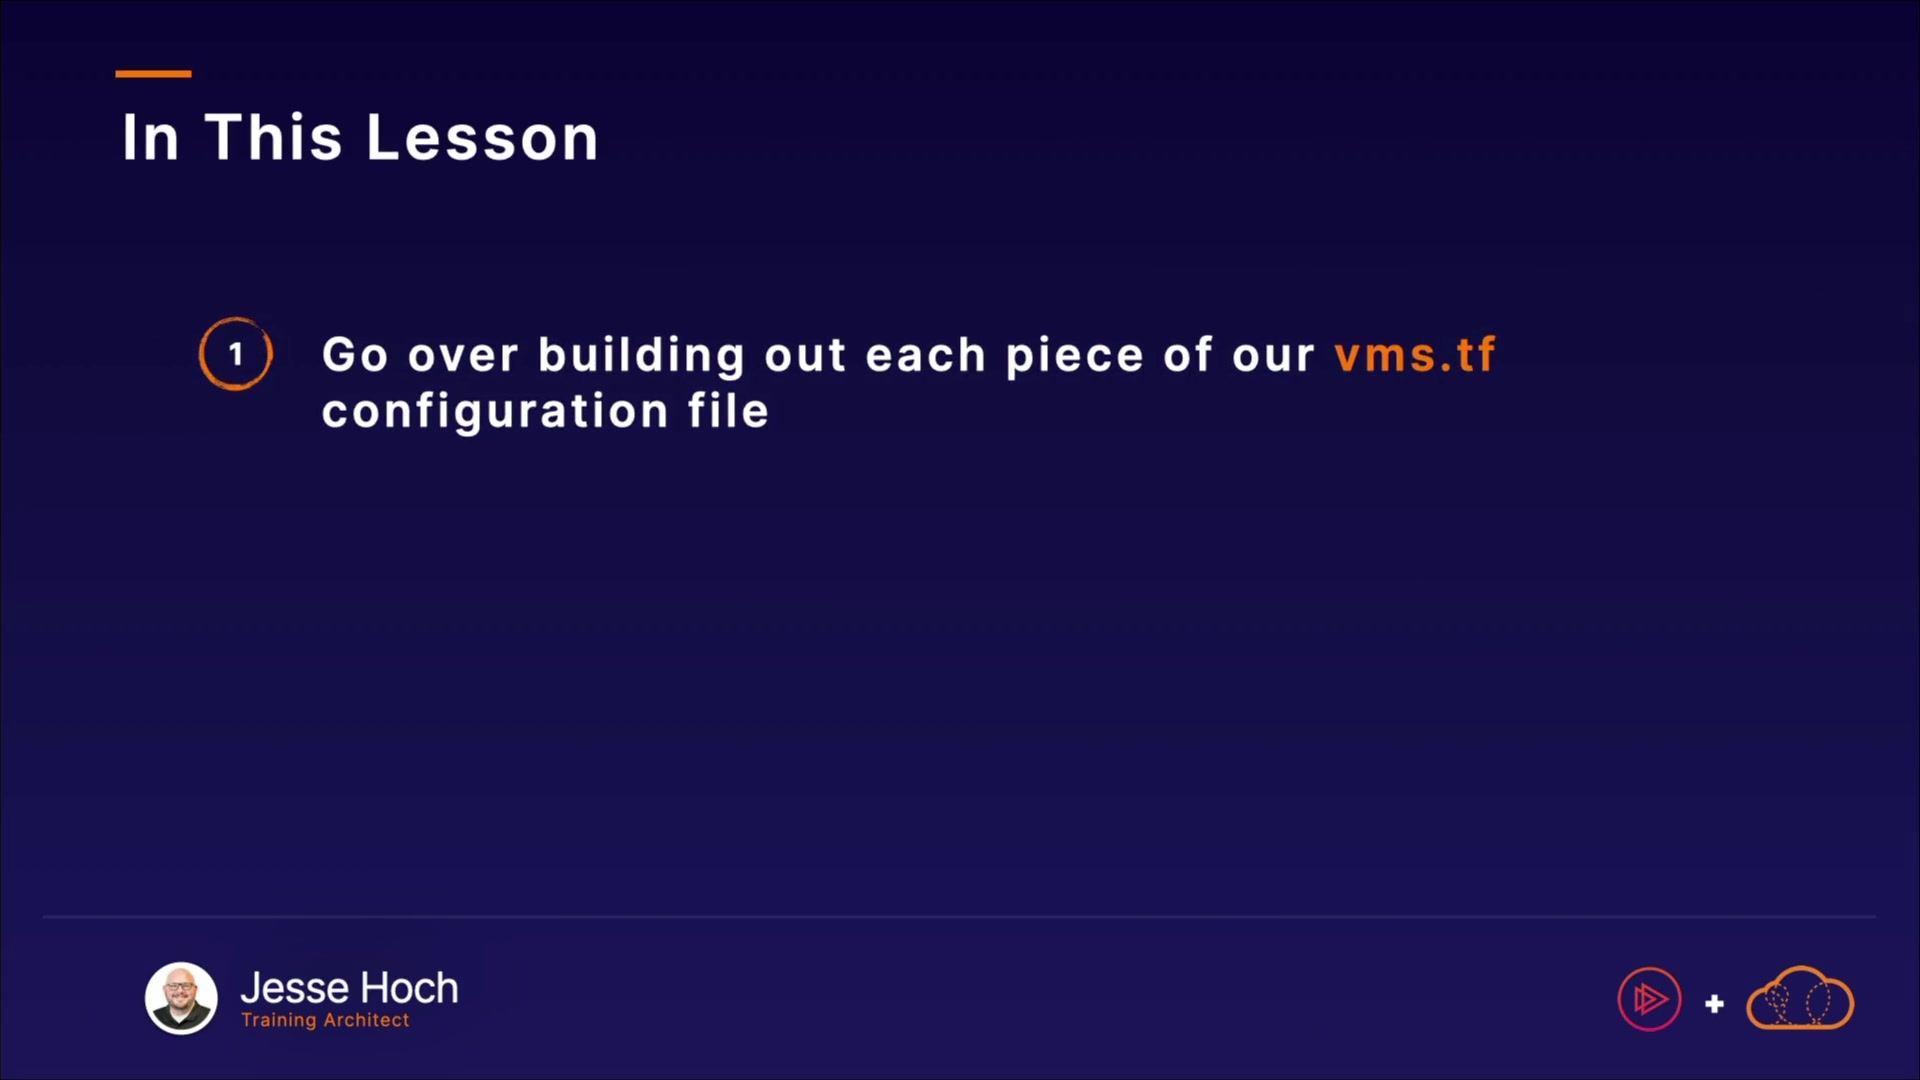 In This Lesson
1
Go over building out each piece of our vms.tf
configuration file
Jesse Hoch
Training Architect